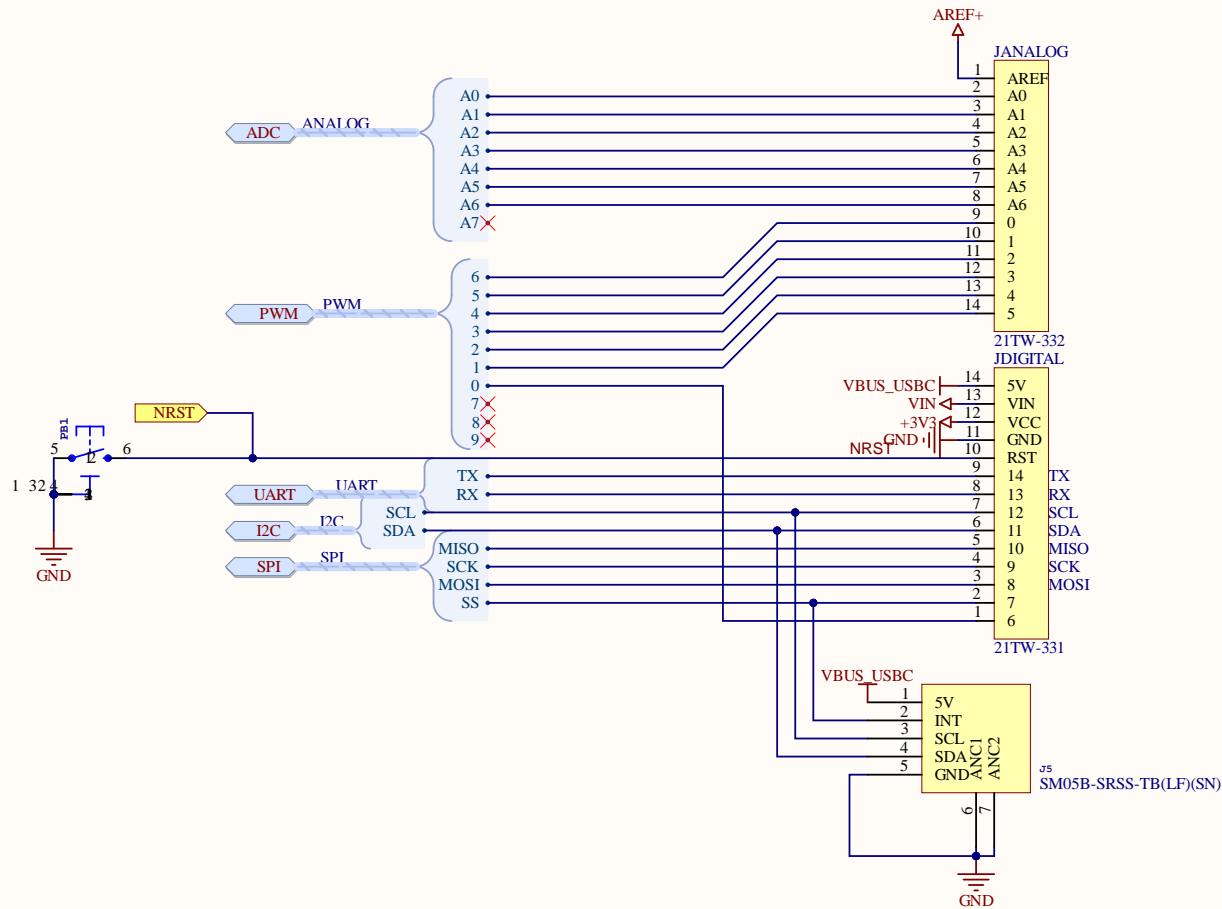 AREF+
JANALOG
1 AREF
A0 2 A0
A1 3 A1
ADC ANALOG A2 4 A2
A3 5 A3
A4 6 A4
A5 7 A5
A6 8 A6
A7 9 0
10 1
11 2
6 12 3
5 13 4
PWM PWM 4 14 5
3
21TW-332
2
JDIGITAL
1
0 VBUS_USBC 14 5V
7 VIN 13 VIN
NRST
8 +3V3 12 VCC
9 GND 11 GND
PB1
5 2 6 NRST 10 RST
TX 9 14 TX
1 32 4 UART UART RX 8 13 RX
SCL 7 12 SCL
I2C I2C SDA 6 11 SDA
MISO 5 10 MISO
SPI SPI SCK 4 9 SCK
GND
MOSI 3 8 MOSI
SS 2 7
1 6
21TW-331
VBUS_USBC
1 5V
2 INT
3 SCL
4 SDA
5 GND
ANC1
ANC2
J5
SM05B-SRSS-TB(LF)(SN)
6
7
GND